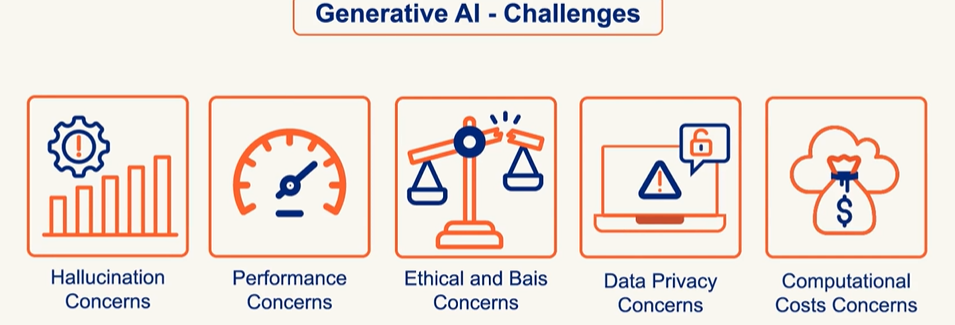 Generative AI - Challenges
Hallucination
Concerns
Performance
Concerns
Ethical and Bais
Concerns
Data Privacy
Concerns
Computational
Costs Concerns